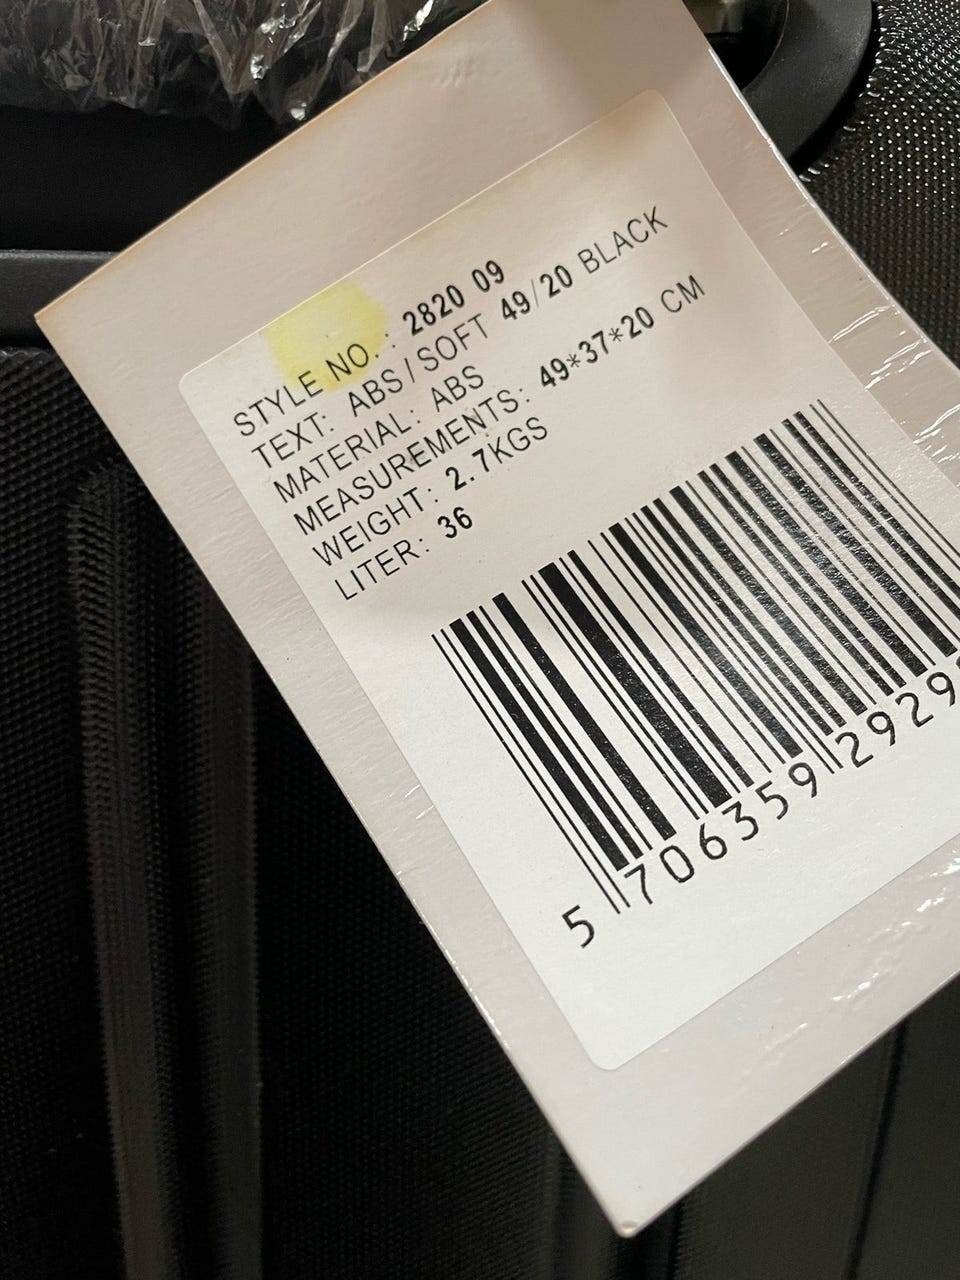 STYLE NO.: 2820 09
TEXT: ABS/SOFT 49/20 BLACK
MATERIAL: ABS
MEASUREMENTS: 49*37*20 CM
WEIGHT: 2.7KGS
LITER: 36
5 706359 2929